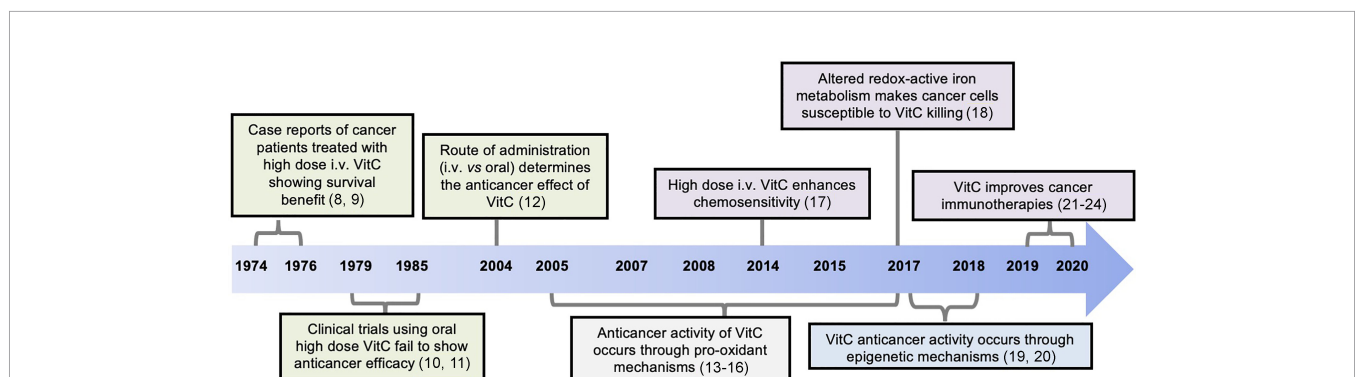 Altered redox-active iron
metabolism makes cancer cells
susceptible to VitC killing (18)
Case reports of cancer
patients treated with
high dose i.v. VitC
showing survival
benefit (8, 9)
Route of administration
(i.v. vs oral) determines
the anticancer effect of
VitC (12)
High dose i.v. VitC enhances
chemosensitivity (17)
VitC improves cancer
immunotherapies (21-24)
1974 1976 1979 1985 2004 2005 2007 2008 2014 2015 2017 2018 2019 2020
Clinical trials using oral
high dose VitC fail to show
anticancer efficacy (10, 11)
Anticancer activity of VitC
occurs through pro-oxidant
mechanisms (13-16)
VitC anticancer activity occurs through
epigenetic mechanisms (19, 20)